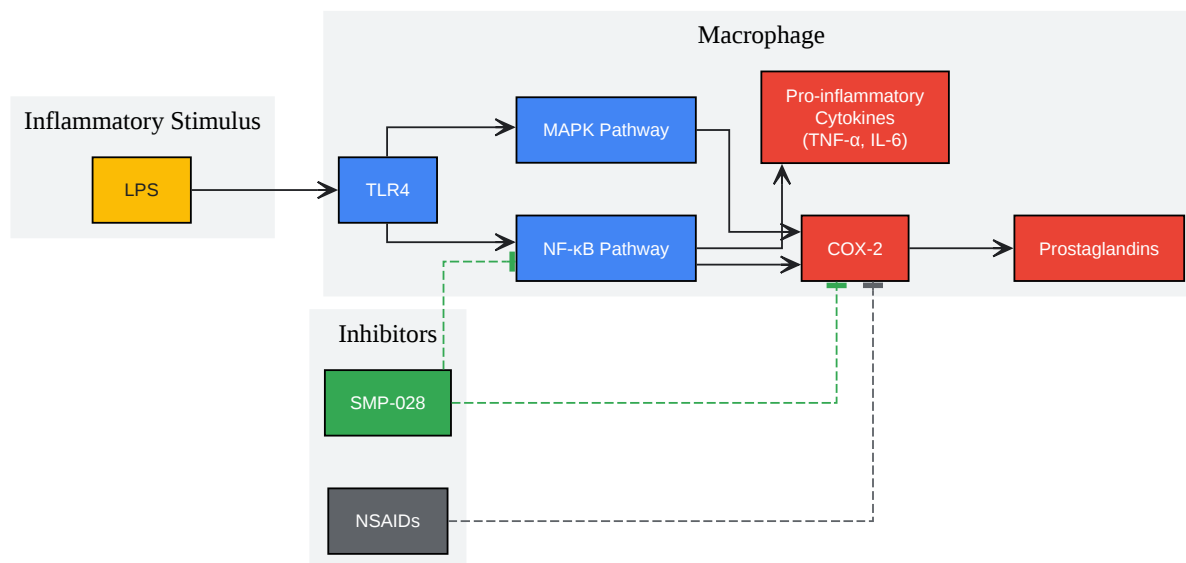 Macrophage
Inflammatory Stimulus
LPS
TLR4
MAPK Pathway
Pro-inflammatory
Cytokines
(TNF-α, IL-6)
NF-κB Pathway
COX-2
Prostaglandins
Inhibitors
SMP-028
NSAIDs